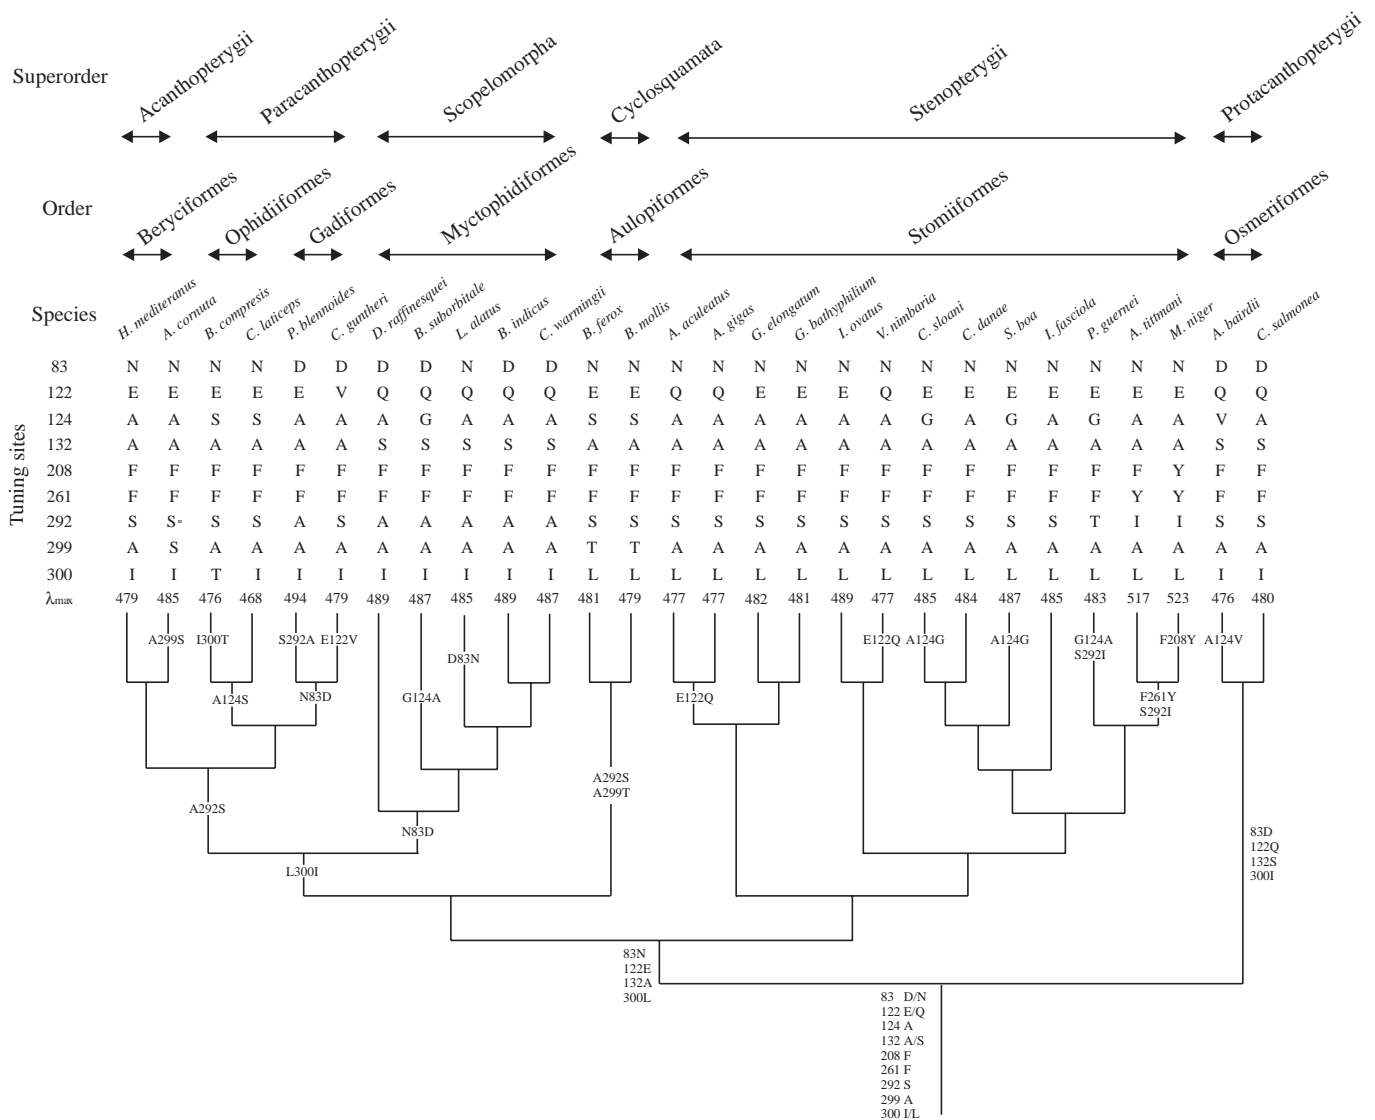 Superorder
Acanthopterygii
Paracanthopterygii
Scopelomorpha
Cyclosquamata
Stenopterygii
Protacanthopterygii
Order
Beryciformes
Ophidiiformes
Gadiformes
Myctophidiformes
Aulopiformes
Stomiiformes
Osmeriformes
Species
H. mediteranus
A. cornuta
B. compresis
C. laticeps
P. blennoides
C. guntheri
D. raffinesquei
B. suborbitale
L. alatus
B. indicus
C. warmingii
B. ferox
B. mollis
A. aculeatus
A. gigas
G. elongatum
G. bathyphilium
I. ovatus
V. nimbaria
C. sloani
C. danae
S. boa
I. fasciola
P. guernei
A. tittmani
M. niger
A. bairdii
C. salmonea
Tuning sites
83 N N N N D D D D N D D N N N N N N N N N N N N N N N D D
122 E E E E E V Q Q Q Q Q E E Q Q E E E Q E E E E E E E Q Q
124 A A S S A A A G A A A S S A A A A A A G A G A G A A V A
132 A A A A A A S S S S S A A A A A A A A A A A A A A A S S
208 F F F F F F F F F F F F F F F F F F F F F F F F F Y F F
261 F F F F F F F F F F F F F F F F F F F F F F F F Y Y F F
292 S Sⁿ S S A S A A A A A S S S S S S S S S S S S T I I S S
299 A S A A A A A A A A A T T A A A A A A A A A A A A A A A
300 I I T I I I I I I I I L L L L L L L L L L L L L L L I I
λmax 479 485 476 468 494 479 489 487 485 489 487 481 479 477 477 482 481 489 477 485 484 487 485 483 517 523 476 480
A299S I300T S292A E122V E122Q A124G A124G G124A F208Y A124V
S292I
D83N
A124S N83D G124A E122Q F261Y
S292I
A292S
A299T
A292S
N83D
L300I
83D
122Q
132S
300I
83N
122E
132A
300L
83 D/N
122 E/Q
124 A
132 A/S
208 F
261 F
292 S
299 A
300 I/L